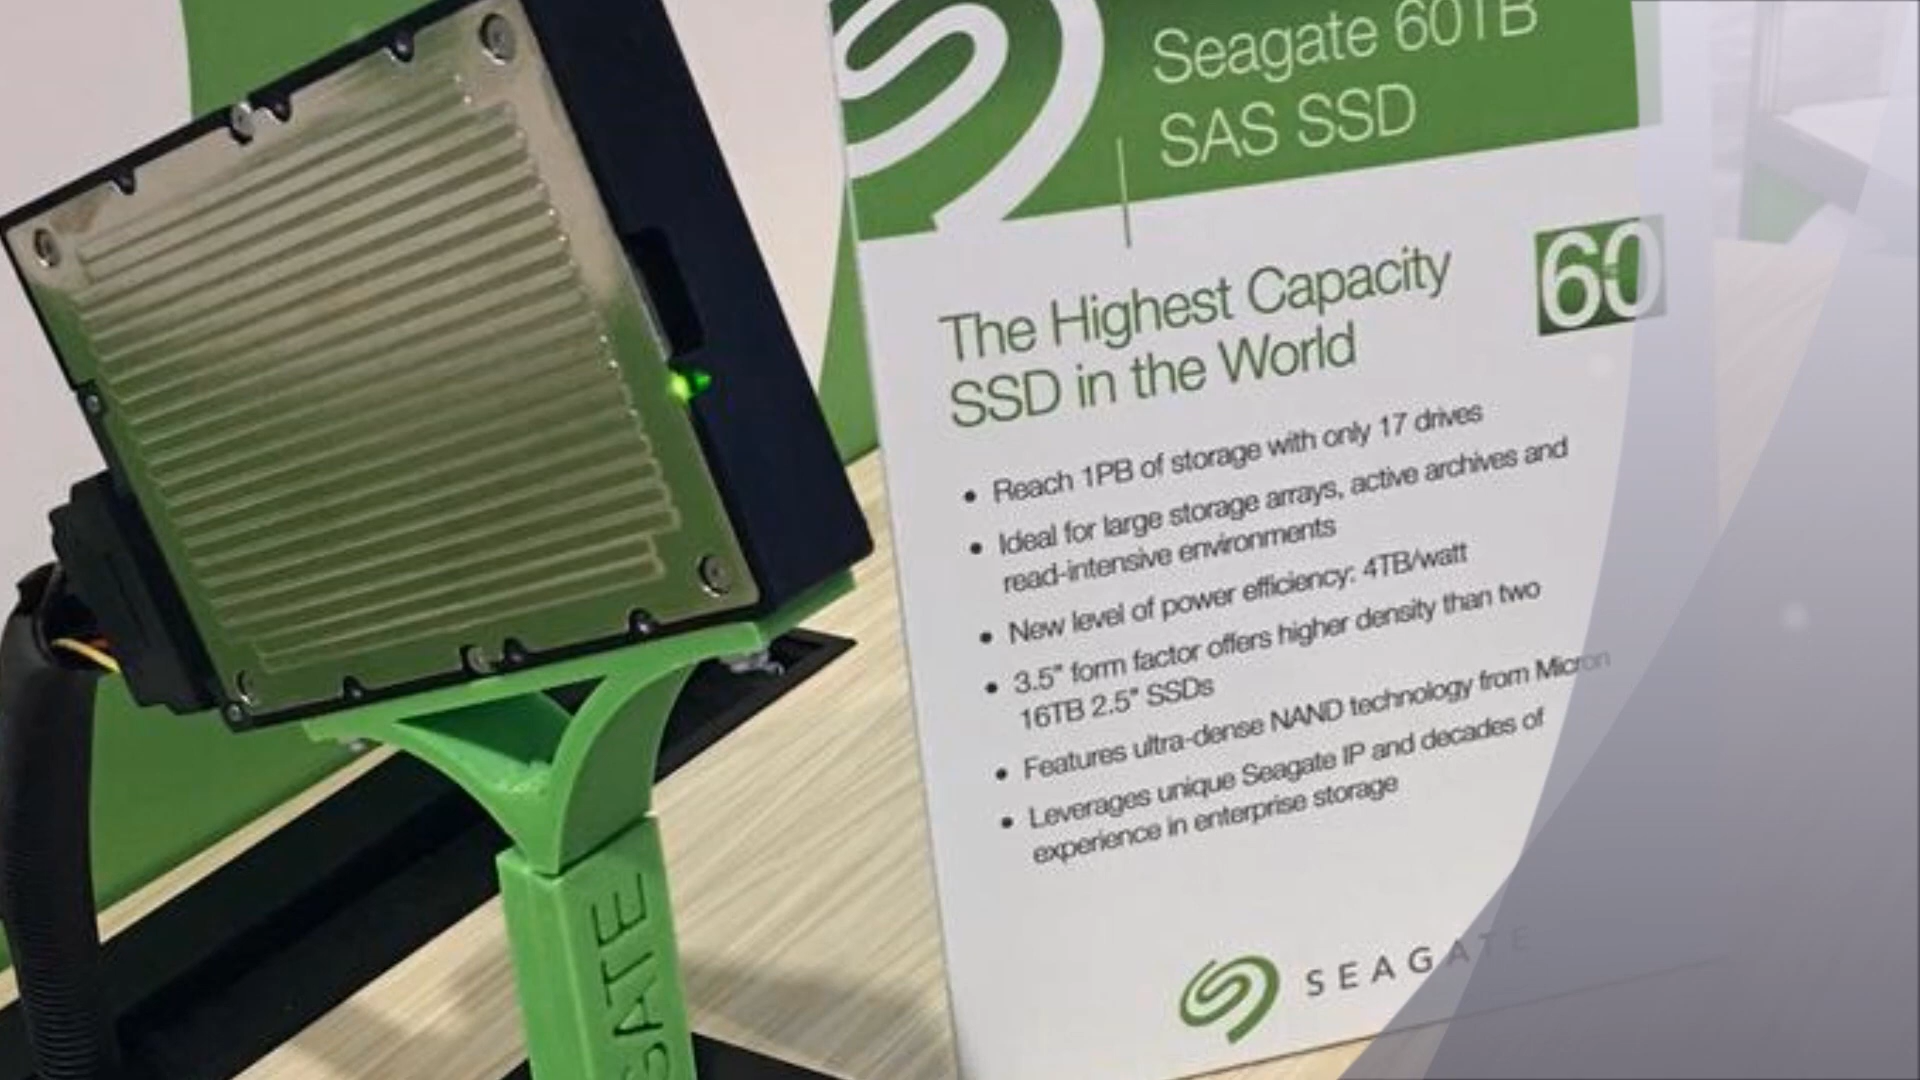 Seagate 60TB
SAS SSD
The Highest Capacity
SSD in the World
60
• Reach 1PB of storage with only 17 drives
• Ideal for large storage arrays, active archives and
read-intensive environments
• New level of power efficiency: 4TB/watt
• 3.5" form factor offers higher density than two
16TB 2.5" SSDs
• Features ultra-dense NAND technology from Micron
• Leverages unique Seagate IP and decades of
experience in enterprise storage
SEAGATE
GATE